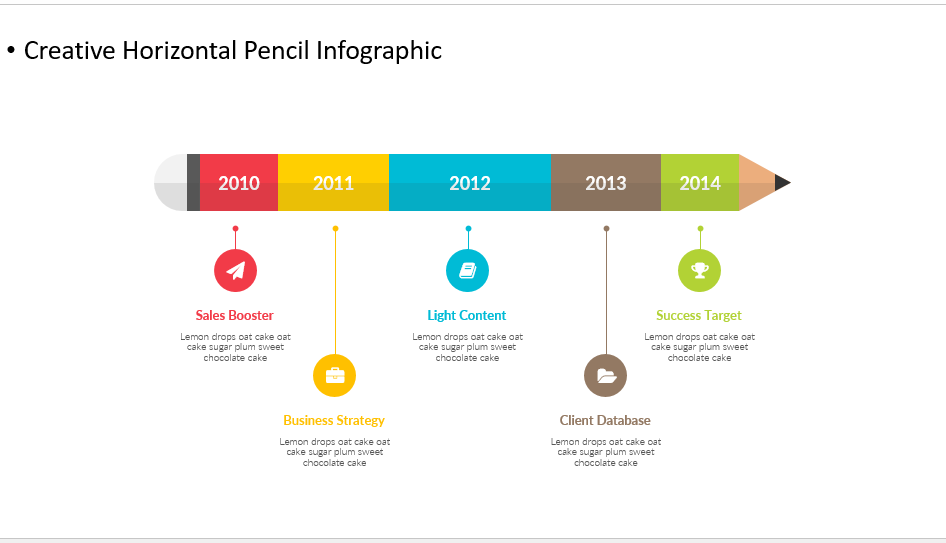 • Creative Horizontal Pencil Infographic
2010 2011 2012 2013 2014
Sales Booster
Lemon drops oat cake oat
cake sugar plum sweet
chocolate cake
Business Strategy
Lemon drops oat cake oat
cake sugar plum sweet
chocolate cake
Light Content
Lemon drops oat cake oat
cake sugar plum sweet
chocolate cake
Client Database
Lemon drops oat cake oat
cake sugar plum sweet
chocolate cake
Success Target
Lemon drops oat cake oat
cake sugar plum sweet
chocolate cake